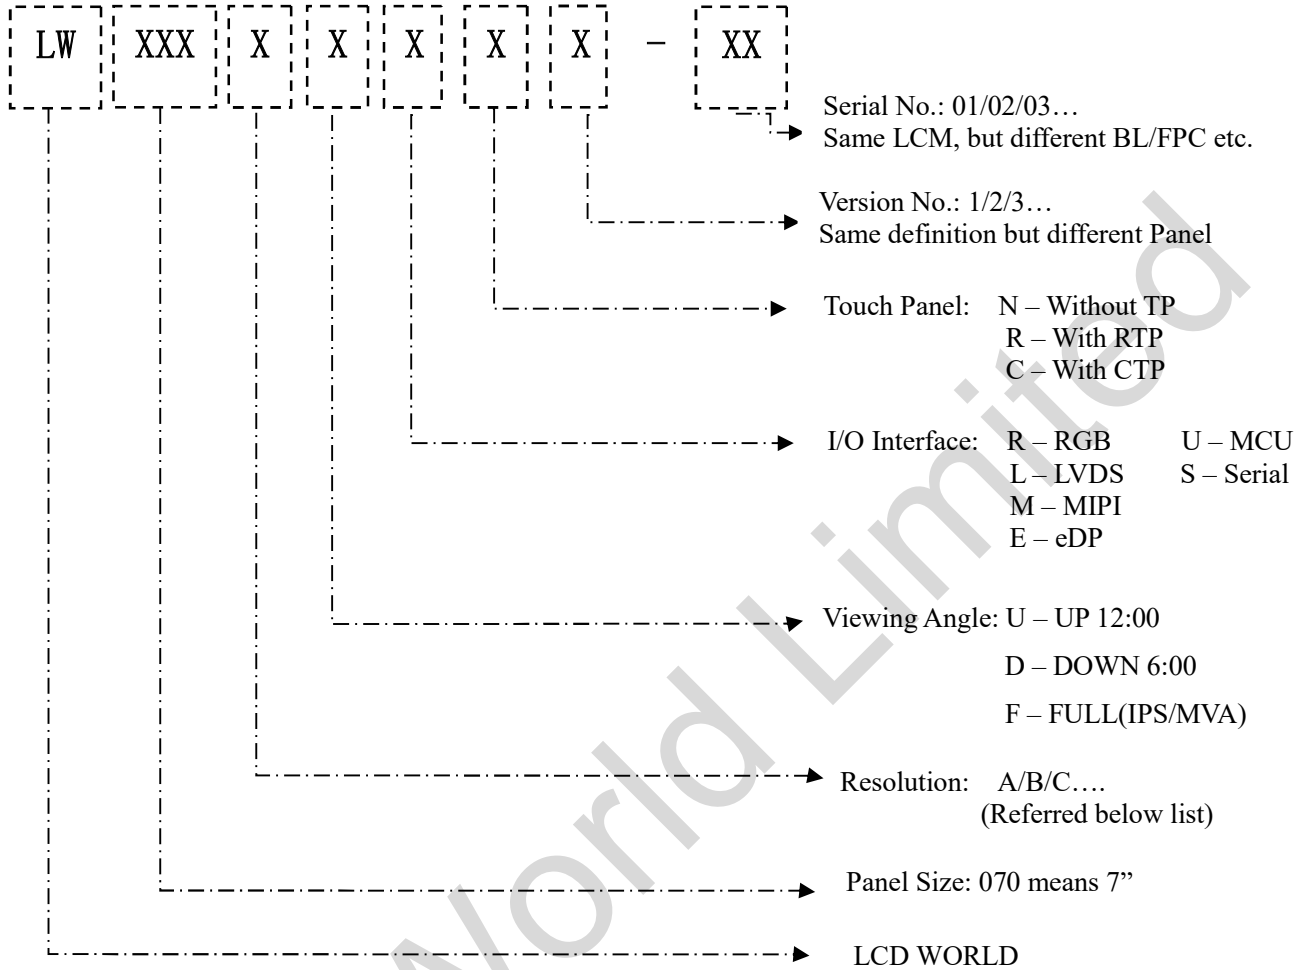 LW XXX X X X X X – XX
Serial No.: 01/02/03…
Same LCM, but different BL/FPC etc.
Version No.: 1/2/3…
Same definition but different Panel
Touch Panel: N – Without TP
R – With RTP
C – With CTP
I/O Interface: R – RGB U – MCU
L – LVDS S – Serial
M – MIPI
E – eDP
Viewing Angle: U – UP 12:00
D – DOWN 6:00
F – FULL(IPS/MVA)
Resolution: A/B/C….
(Referred below list)
Panel Size: 070 means 7”
LCD WORLD
World Limited